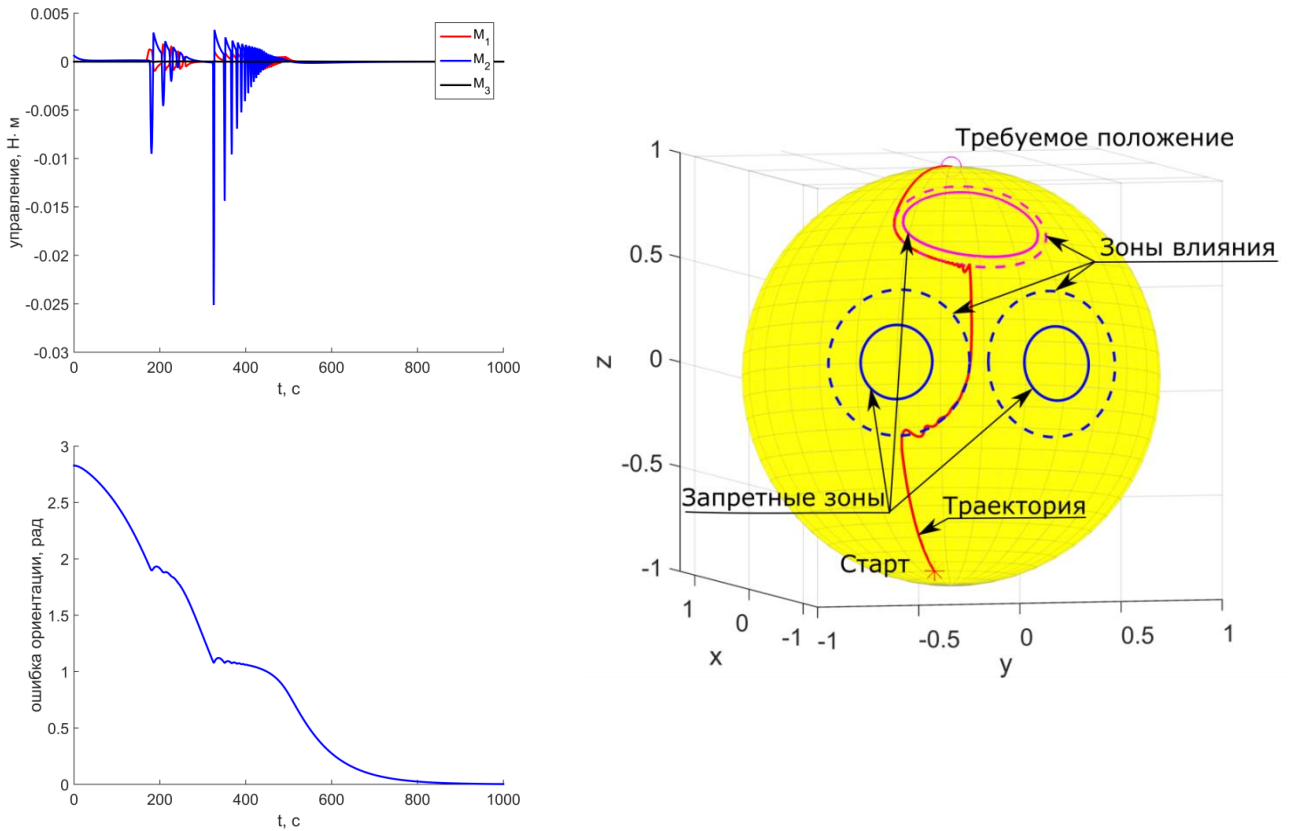 0.005
0
-0.005
-0.01
-0.015
-0.02
-0.025
-0.03
управление, Н· м
0 200 400 600 800 1000
t, с
M1
M2
M3
3
2.5
2
1.5
1
0.5
0
ошибка ориентации, рад
0 200 400 600 800 1000
t, с
Требуемое положение
Зоны влияния
Запретные зоны
Траектория
Старт
1
0.5
0
-0.5
-1
z
1 0 -1
x
-1 -0.5 0 0.5 1
y